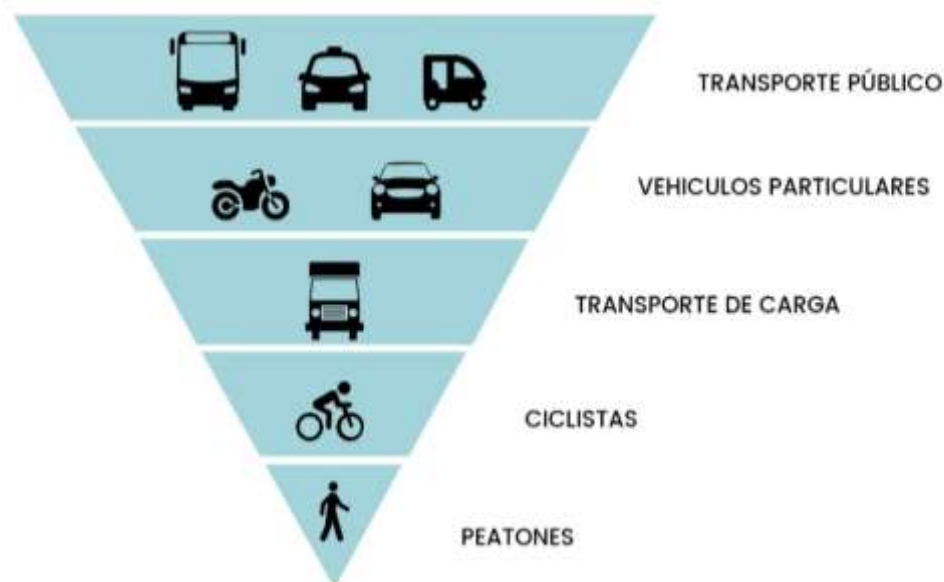 TRANSPORTE PÚBLICO
VEHICULOS PARTICULARES
TRANSPORTE DE CARGA
CICLISTAS
PEATONES